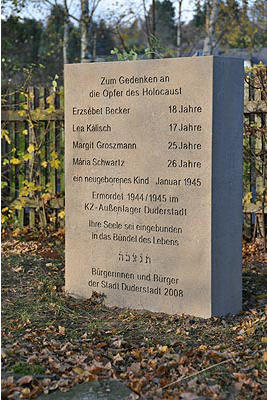 Zum Gedenken an
die Opfer des Holocaust
Erzsébet Becker 18 Jahre
Lea Kálisch 17 Jahre
Margit Groszmann 25 Jahre
Mária Schwartz 26 Jahre
ein neugeborenes Kind Januar 1945
Ermordet 1944/1945 im
KZ-Außenlager Duderstadt
Ihre Seele sei eingebunden
in das Bündel des Lebens
ת נ צ ב ה
Bürgerinnen und Bürger
der Stadt Duderstadt 2008